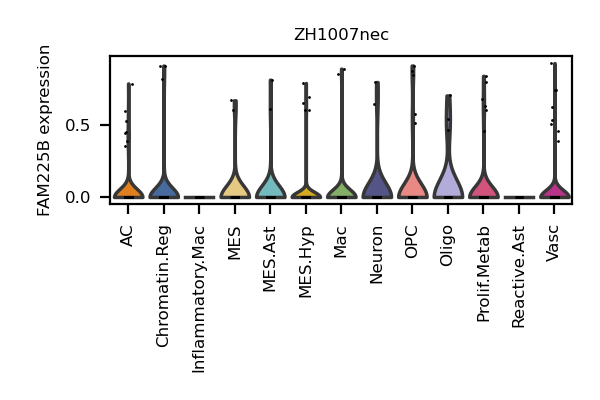 ZH1007nec
FAM225B expression
0.5
0.0
AC
Chromatin.Reg
Inflammatory.Mac
MES
MES.Ast
MES.Hyp
Mac
Neuron
OPC
Oligo
Prolif.Metab
Reactive.Ast
Vasc